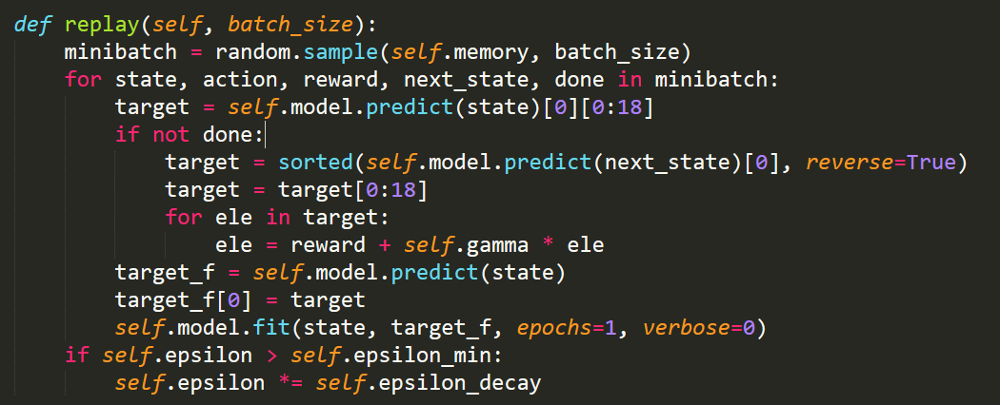 def replay(self, batch_size):
    minibatch = random.sample(self.memory, batch_size)
    for state, action, reward, next_state, done in minibatch:
        target = self.model.predict(state)[0][0:18]
        if not done:
            target = sorted(self.model.predict(next_state)[0], reverse=True)
            target = target[0:18]
            for ele in target:
                ele = reward + self.gamma * ele
        target_f = self.model.predict(state)
        target_f[0] = target
        self.model.fit(state, target_f, epochs=1, verbose=0)
    if self.epsilon > self.epsilon_min:
        self.epsilon *= self.epsilon_decay